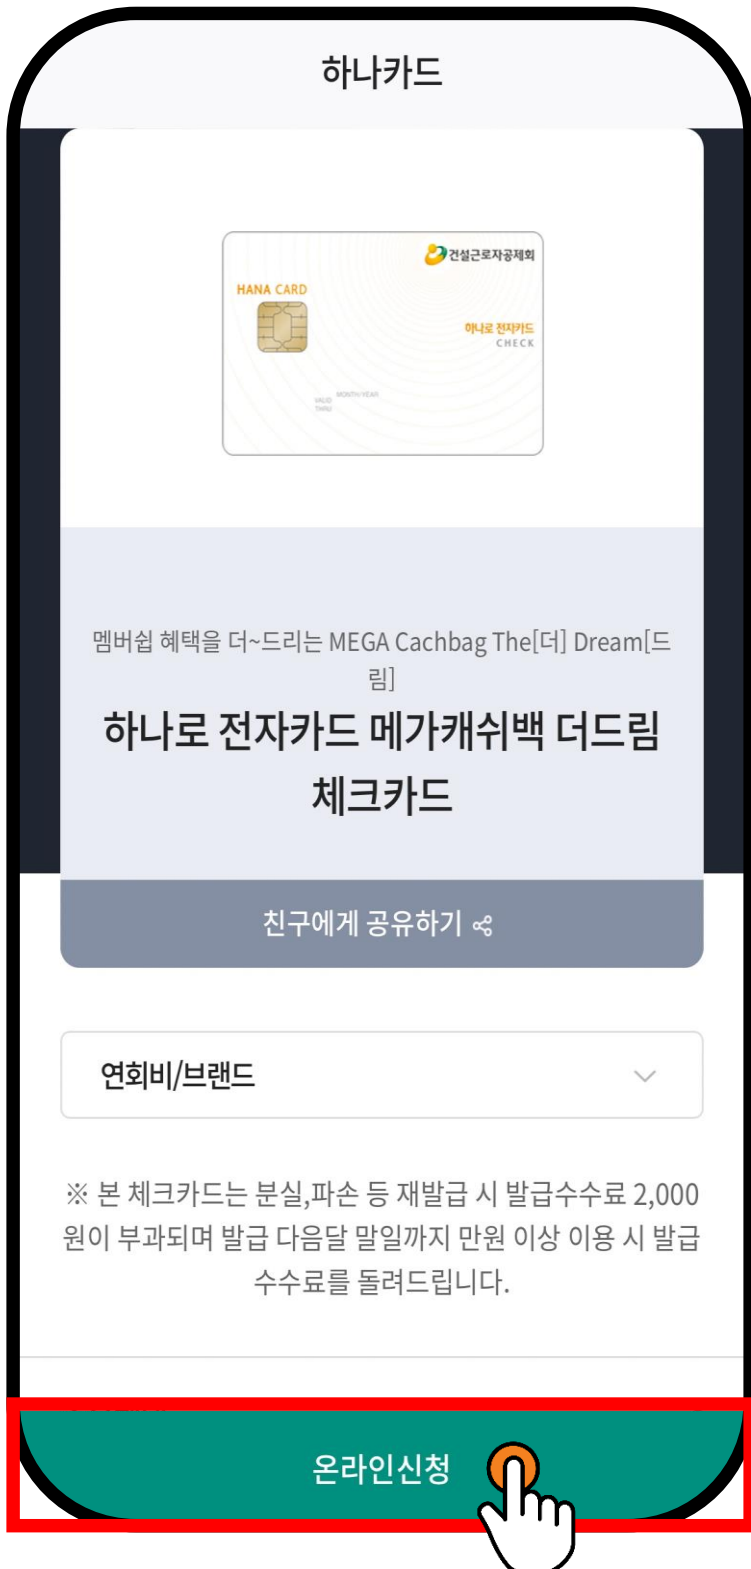 하나카드
건설근로자공제회
HANA CARD
하나로 전자카드
CHECK
MONTH/YEAR
VALID
THRU
멤버쉽 혜택을 더~드리는 MEGA Cachbag The[더] Dream[드
림]
하나로 전자카드 메가캐쉬백 더드림
체크카드
친구에게 공유하기
연회비/브랜드
※ 본 체크카드는 분실,파손 등 재발급 시 발급수수료 2,000
원이 부과되며 발급 다음달 말일까지 만원 이상 이용 시 발급
수수료를 돌려드립니다.
온라인신청